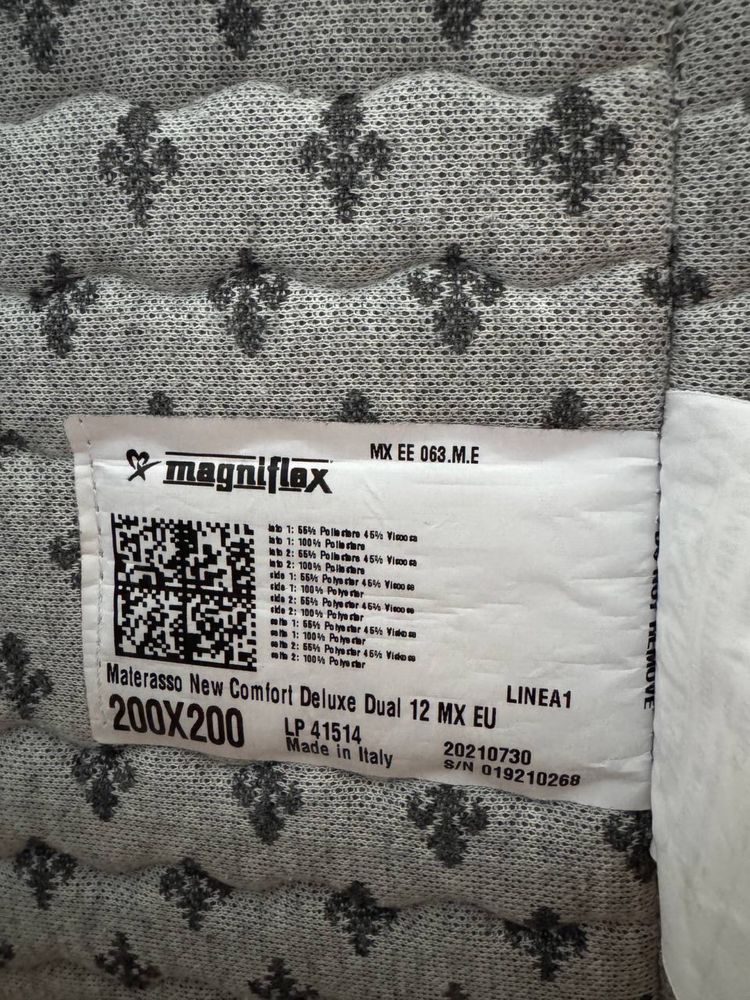 MX EE 063.M.E
magniflex
lato 1: 55% Poliestere 45% Viscosa
lato 1: 100% Poliestere
lato 2: 55% Poliestere 45% Viscosa
lato 2: 100% Poliestere
side 1: 55% Polyester 45% Viscose
side 1: 100% Polyester
side 2: 55% Polyester 45% Viscose
side 2: 100% Polyester
seite 1: 55% Polyester 45% Viskose
seite 1: 100% Polyester
seite 2: 55% Polyester 45% Viskose
seite 2: 100% Polyester
Materasso New Comfort Deluxe Dual 12 MX EU
LINEA1
200X200
LP 41514
Made in Italy
20210730
S/N 019210268
NOT REMOVE